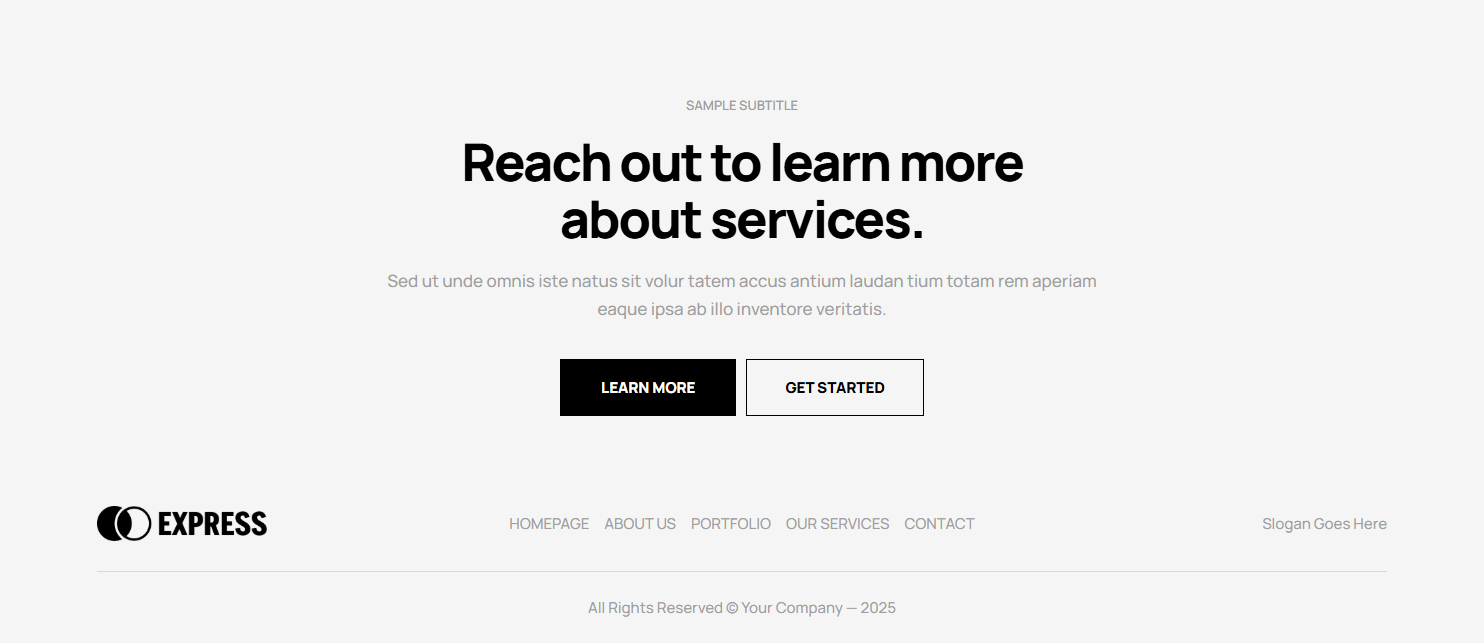 SAMPLE SUBTITLE
Reach out to learn more
about services.
Sed ut unde omnis iste natus sit volur tatem accus antium laudan tium totam rem aperiam
eaque ipsa ab illo inventore veritatis.
LEARN MORE GET STARTED
EXPRESS HOMEPAGE ABOUT US PORTFOLIO OUR SERVICES CONTACT Slogan Goes Here
All Rights Reserved © Your Company — 2025